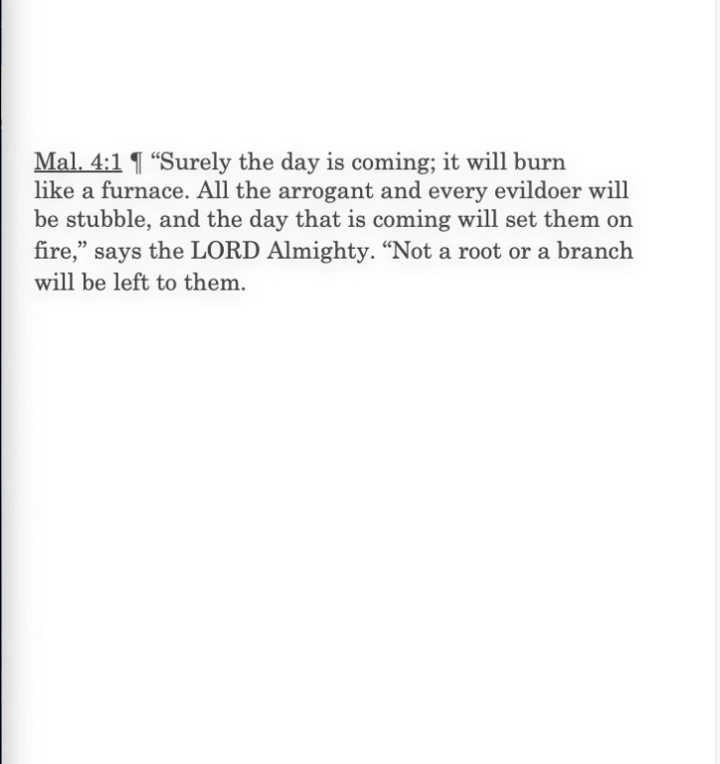 Mal. 4:1 ¶ “Surely the day is coming; it will burn
like a furnace. All the arrogant and every evildoer will
be stubble, and the day that is coming will set them on
fire,” says the LORD Almighty. “Not a root or a branch
will be left to them.